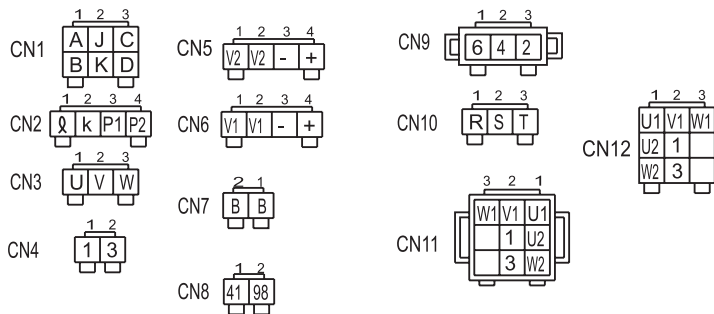 CN1
1 2 3
A J C
B K D
CN2
1 2 3 4
ℓ k P1 P2
CN3
1 2 3
U V W
CN4
1 2
1 3
CN5
1 2 3 4
V2 V2 - +
CN6
1 2 3 4
V1 V1 - +
CN7
2 1
B B
CN8
1 2
41 98
CN9
1 2 3
6 4 2
CN10
1 2 3
R S T
CN11
3 2 1
W1 V1 U1
1 U2
3 W2
CN12
1 2 3
U1 V1 W1
U2 1
W2 3